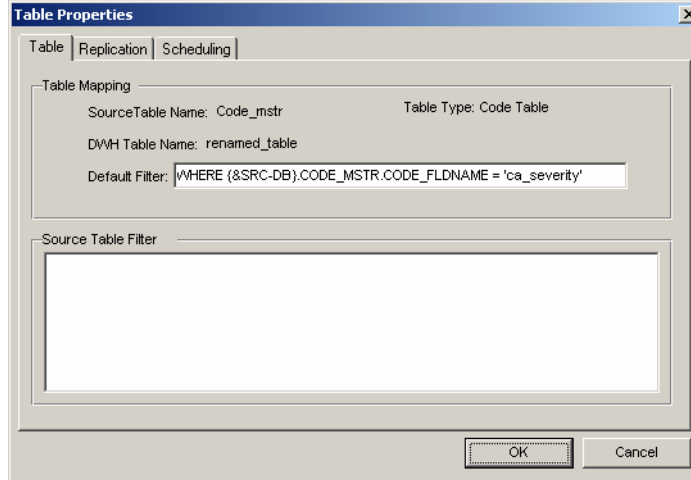 Table Properties
Table Replication Scheduling
Table Mapping
SourceTable Name: Code_mstr Table Type: Code Table
DWH Table Name: renamed_table
Default Filter: WHERE {&SRC-DB}.CODE_MSTR.CODE_FLDNAME = 'ca_severity'
Source Table Filter
OK Cancel